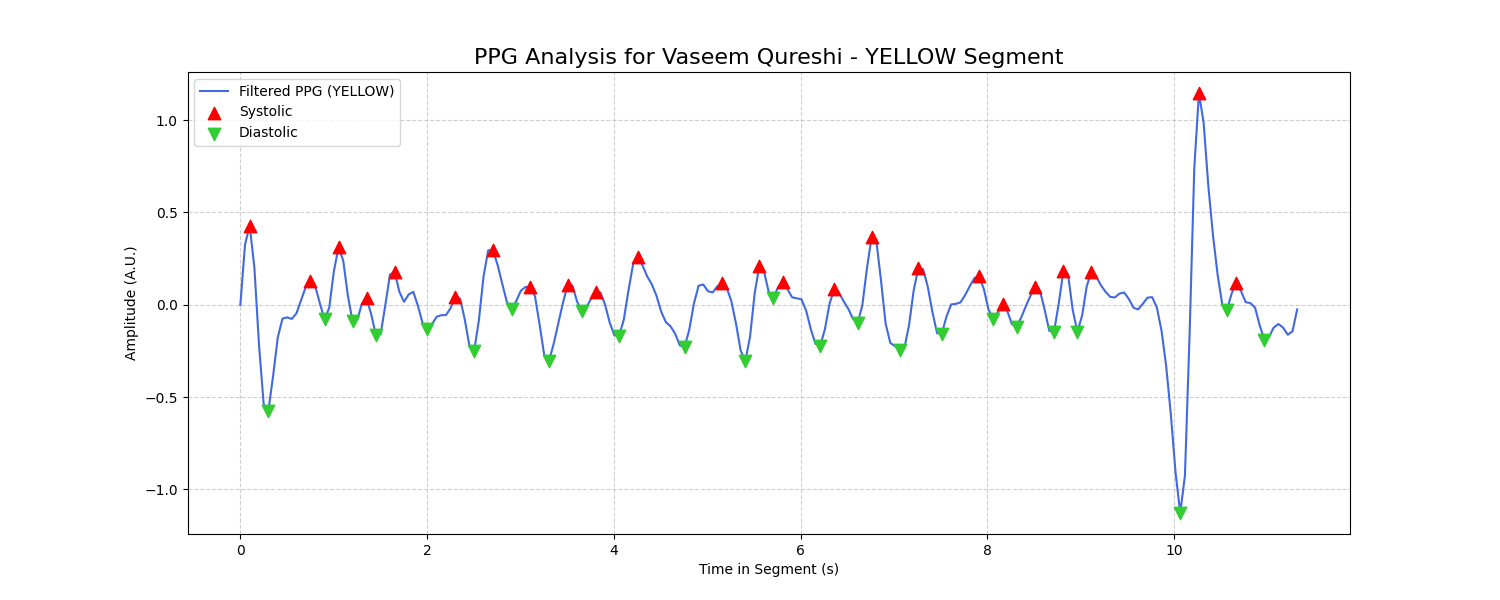 PPG Analysis for Vaseem Qureshi - YELLOW Segment
Filtered PPG (YELLOW)
Systolic
Diastolic
Amplitude (A.U.)
1.0
0.5
0.0
−0.5
−1.0
0 2 4 6 8 10
Time in Segment (s)